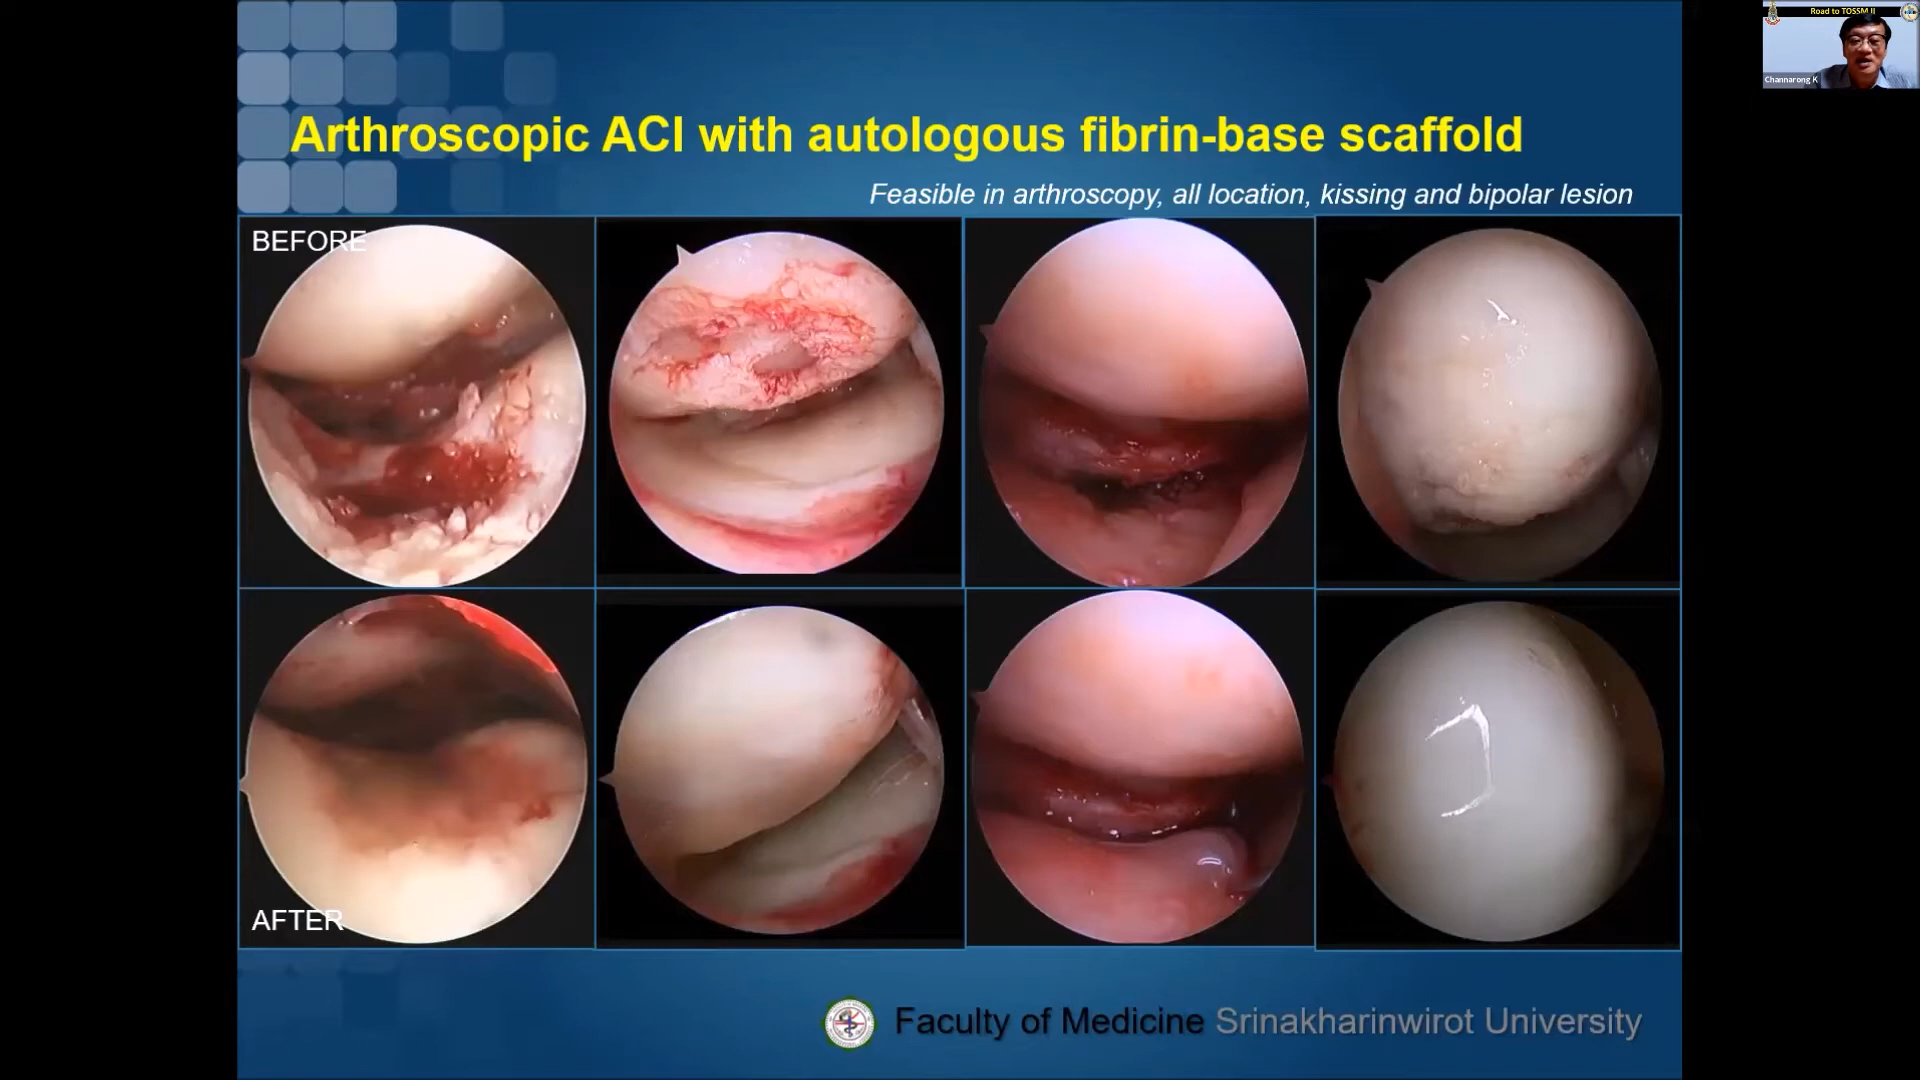 Road to TOSSM II
Channarong K
Arthroscopic ACI with autologous fibrin-base scaffold
Feasible in arthroscopy, all location, kissing and bipolar lesion
BEFORE
AFTER
Faculty of Medicine Srinakharinwirot University